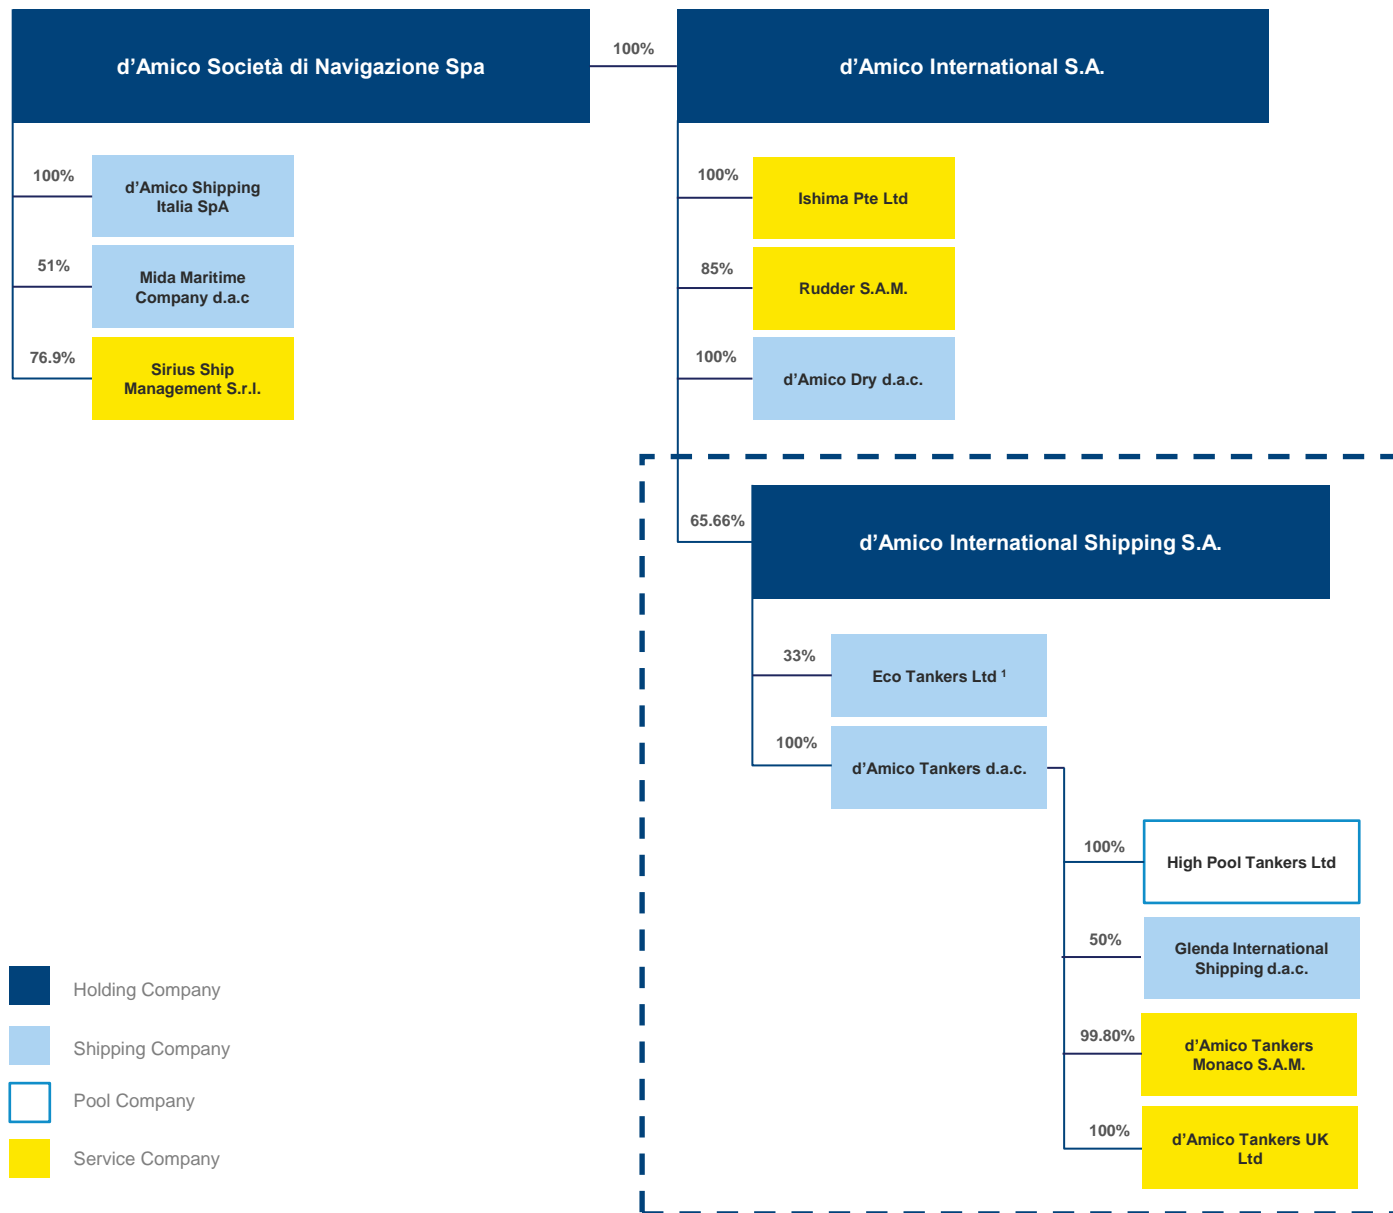 d’Amico Società di Navigazione Spa
100%
d’Amico International S.A.
100%
d’Amico Shipping
Italia SpA
51%
Mida Maritime
Company d.a.c
76.9%
Sirius Ship
Management S.r.l.
100%
Ishima Pte Ltd
85%
Rudder S.A.M.
100%
d’Amico Dry d.a.c.
65.66%
d’Amico International Shipping S.A.
33%
Eco Tankers Ltd ¹
100%
d’Amico Tankers d.a.c.
100%
High Pool Tankers Ltd
50%
Glenda International
Shipping d.a.c.
99.80%
d’Amico Tankers
Monaco S.A.M.
100%
d’Amico Tankers UK
Ltd
Holding Company
Shipping Company
Pool Company
Service Company